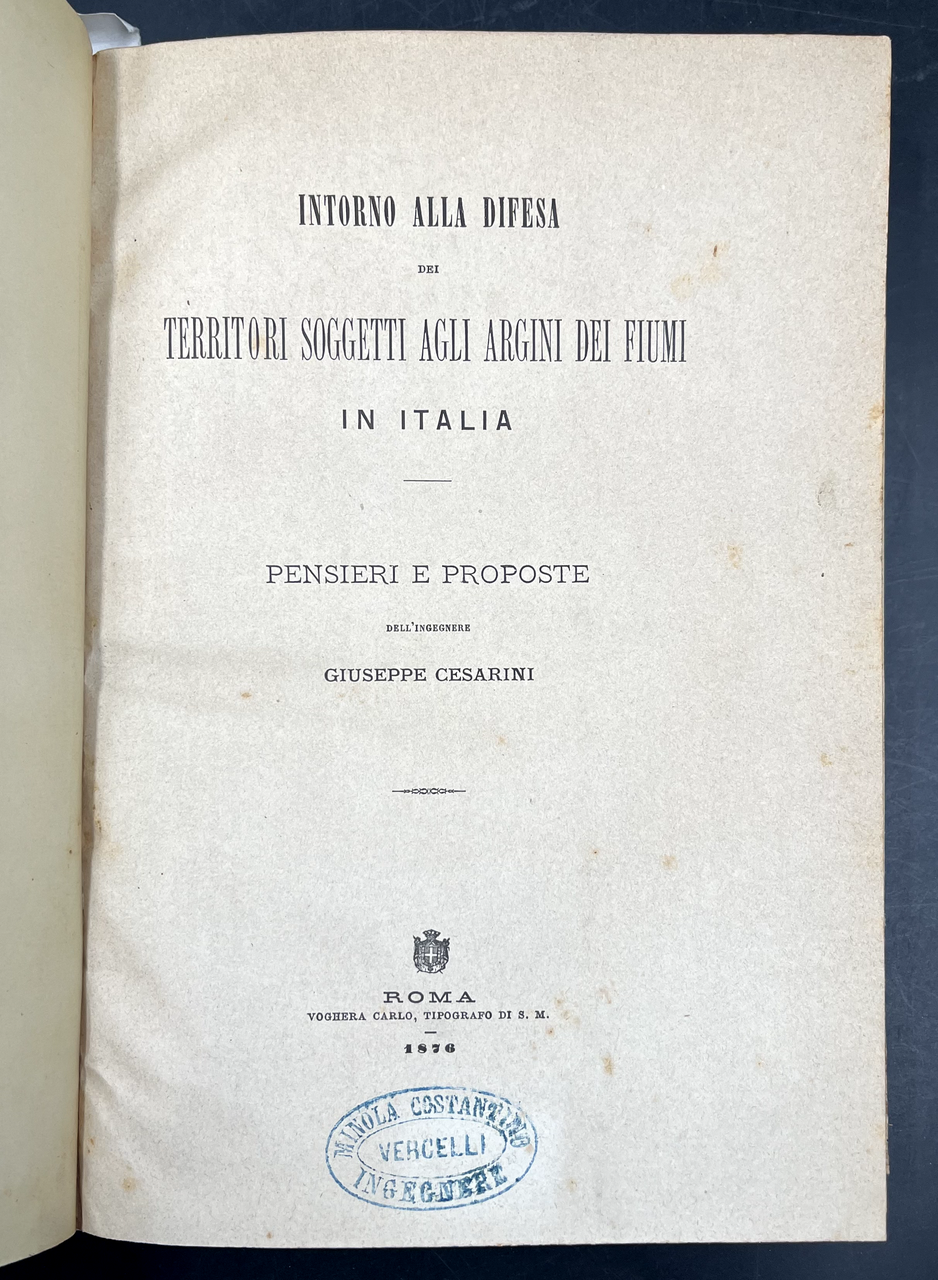 INTORNO ALLA DIFESA
DEI
TERRITORI SOGGETTI AGLI ARGINI DEI FIUMI
IN ITALIA
PENSIERI E PROPOSTE
DELL'INGEGNERE
GIUSEPPE CESARINI
ROMA
VOGHERA CARLO, TIPOGRAFO DI S. M.
1876
MINOLA COSTANTINO
VERCELLI
INGEGNERE